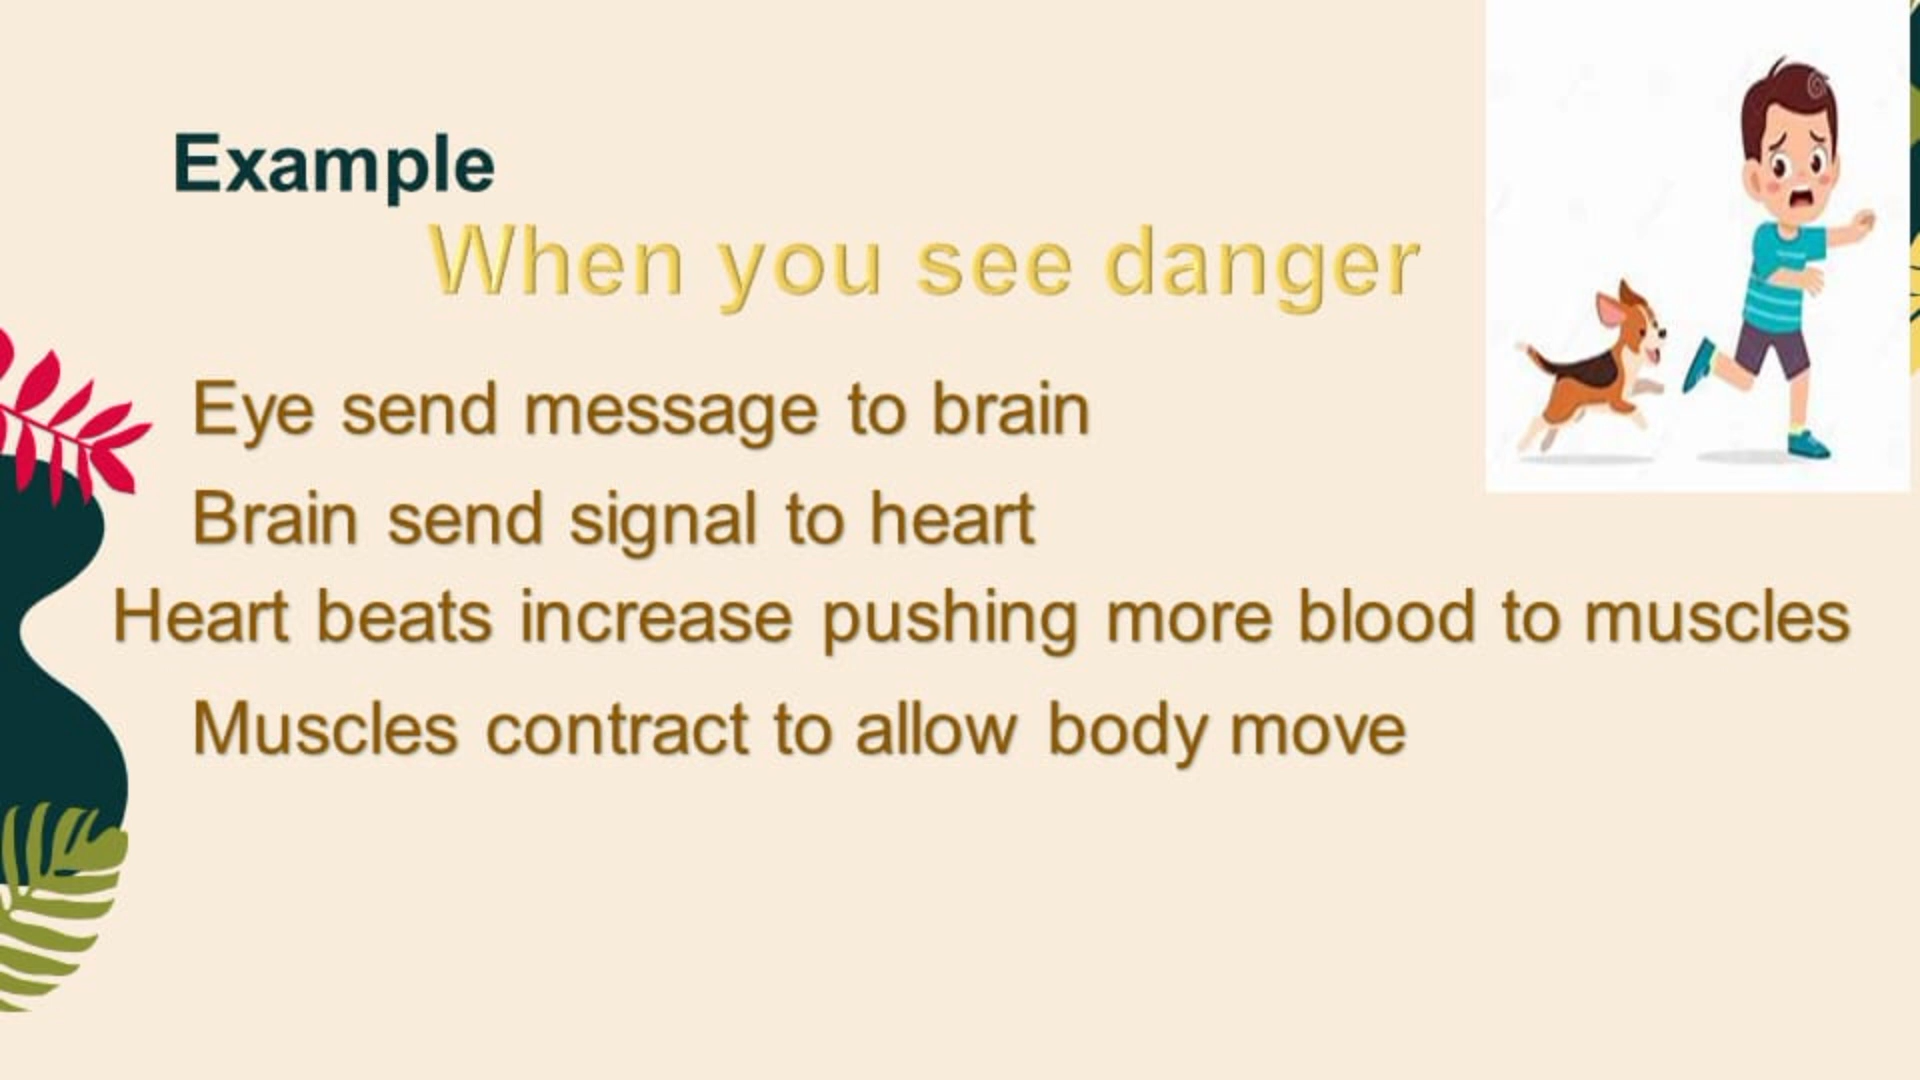 Example
When you see danger
Eye send message to brain
Brain send signal to heart
Heart beats increase pushing more blood to muscles
Muscles contract to allow body move